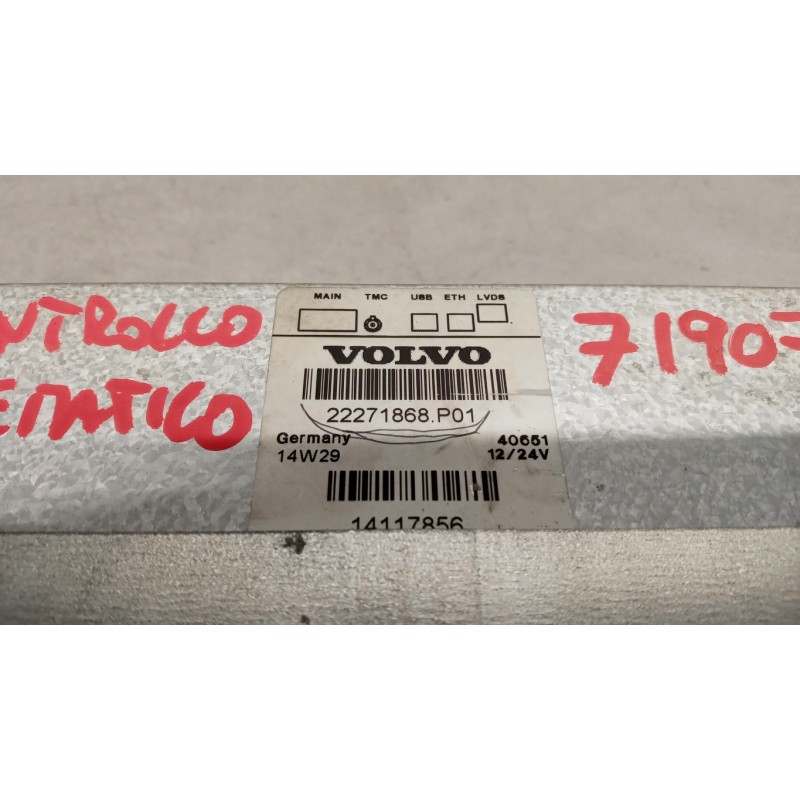 MAIN TMC USB ETH LVDS
VOLVO
22271868.P01
Germany 40651
14W29 12/24V
14117856
NTROLLO
EMATICO
7190